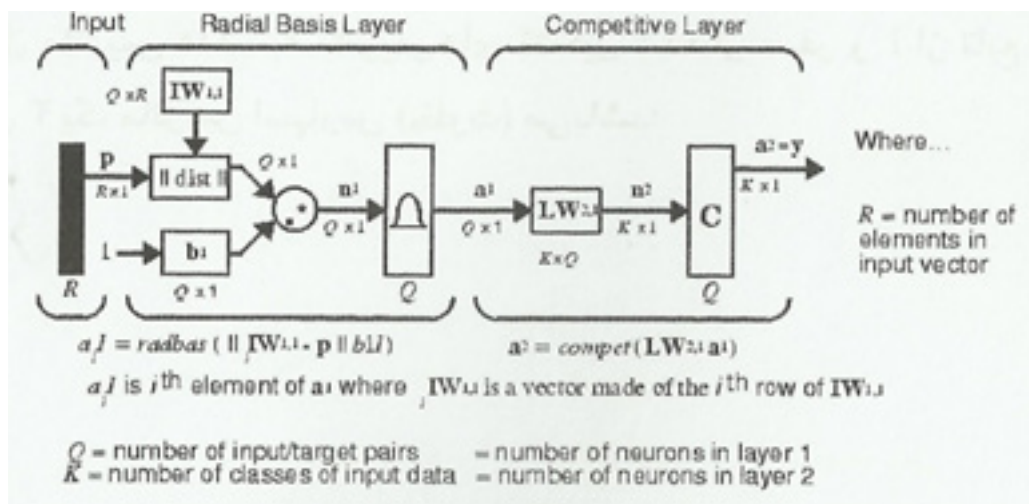 Input Radial Basis Layer Competitive Layer
Q x R IW1,1
p R x 1 || dist || Q x 1 n1 Q x 1 a1 Q x 1 LW2,1 n2 K x 1 C a2 = y K x 1
Where...
R = number of
elements in
input vector
1 b1 Q x 1 K x Q
R Q Q
ai1 = radbas ( || iIW1,1 - p || bi1) a2 = compet (LW2,1 a1)
ai1 is i th element of a1 where iIW1,1 is a vector made of the i th row of IW1,1
Q = number of input/target pairs = number of neurons in layer 1
K = number of classes of input data = number of neurons in layer 2